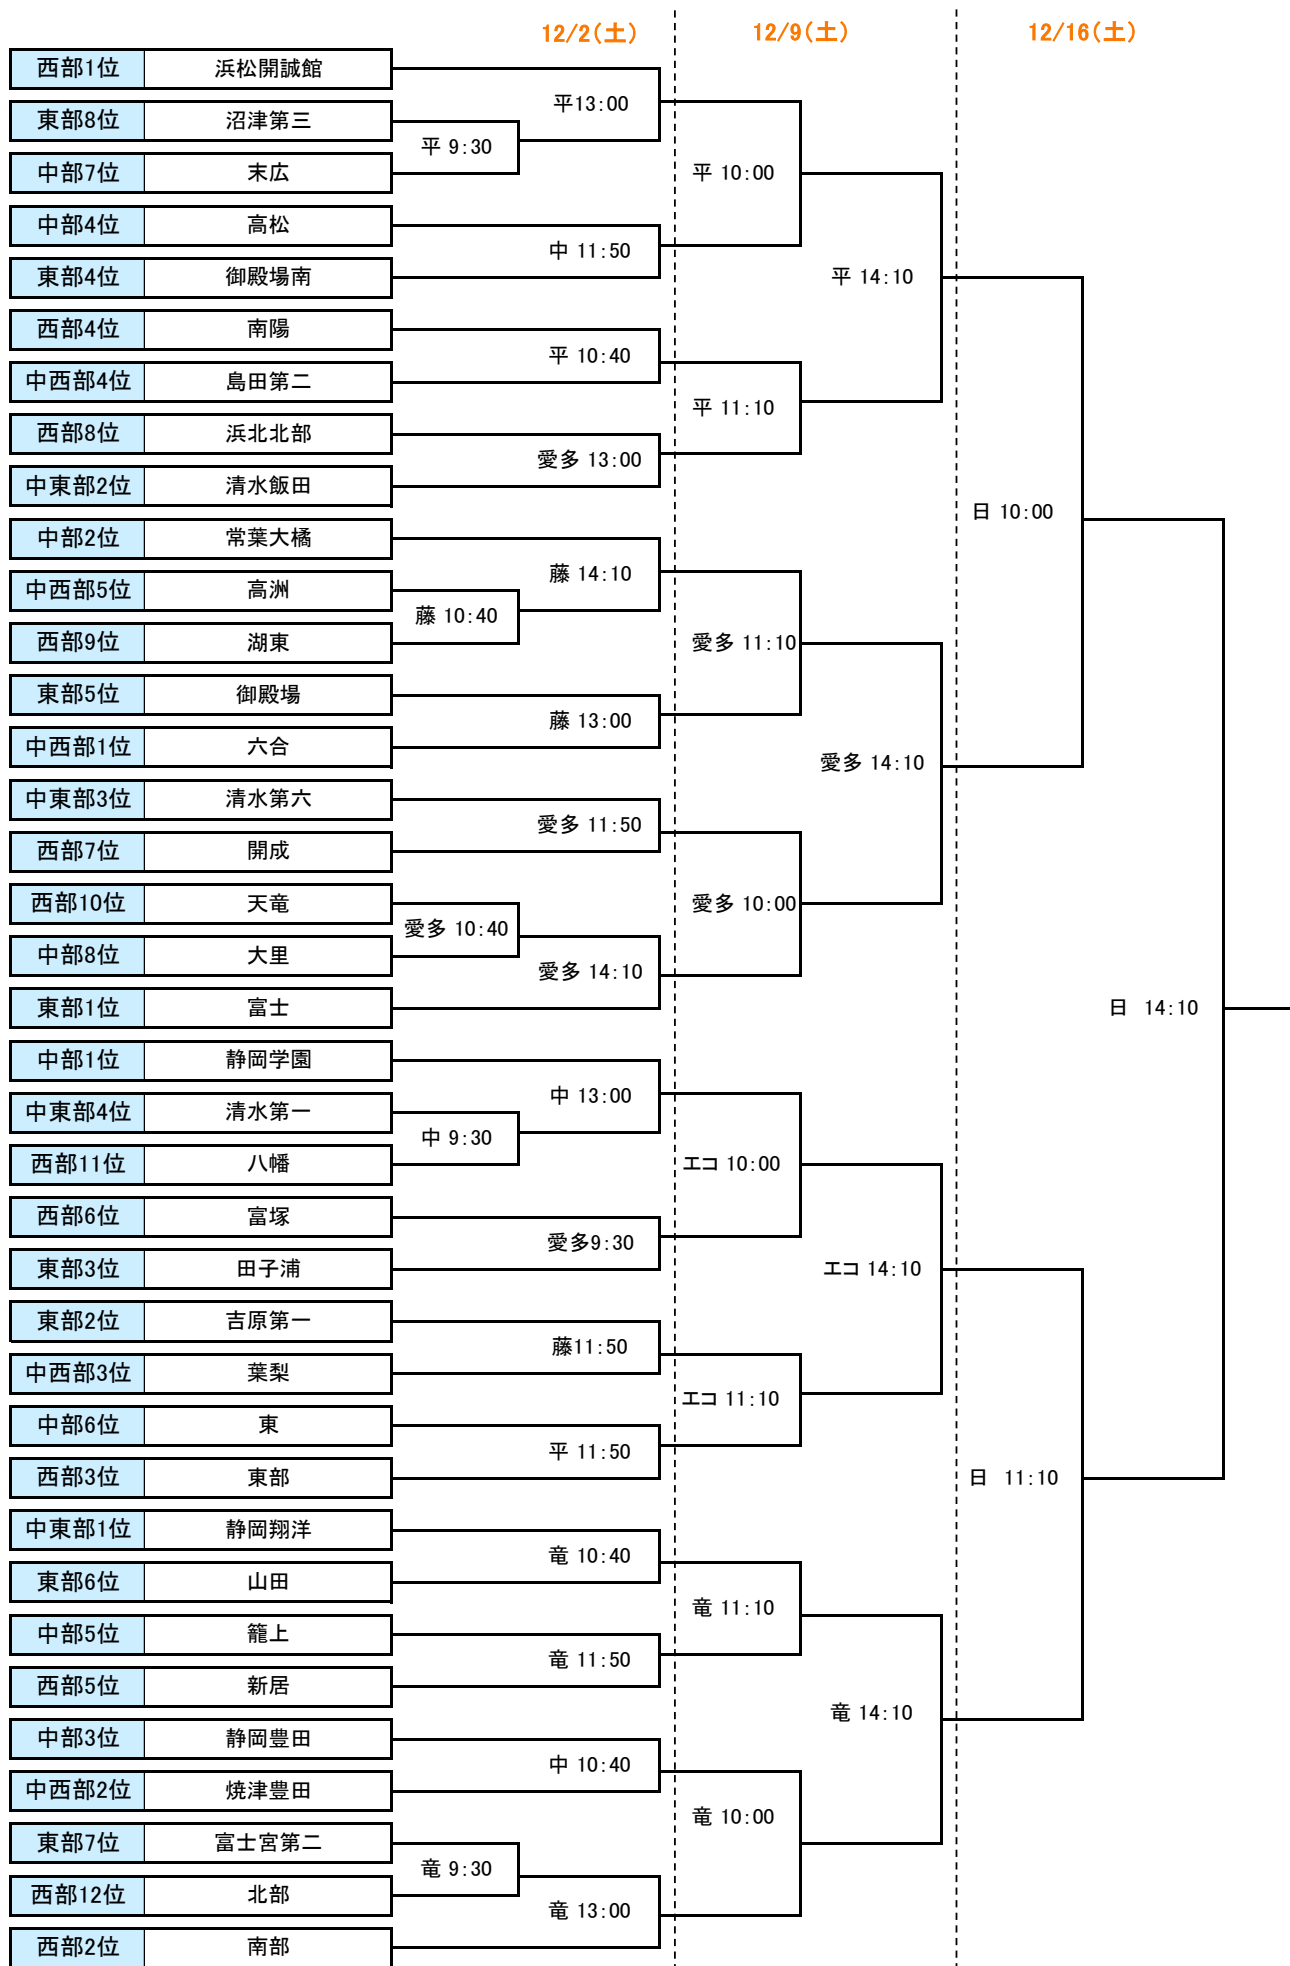 12/2(土) 12/9(土) 12/16(土)
西部1位 浜松開誠館
平13:00
東部8位 沼津第三
平 9:30
中部7位 末広
平 10:00
中部4位 高松
中 11:50
東部4位 御殿場南
平 14:10
西部4位 南陽
平 10:40
中西部4位 島田第二
平 11:10
西部8位 浜北北部
愛多 13:00
中東部2位 清水飯田
日 10:00
中部2位 常葉大橘
藤 14:10
中西部5位 高洲
藤 10:40
西部9位 湖東
愛多 11:10
東部5位 御殿場
藤 13:00
中西部1位 六合
愛多 14:10
中東部3位 清水第六
愛多 11:50
西部7位 開成
西部10位 天竜
愛多 10:00
愛多 10:40
中部8位 大里
愛多 14:10
東部1位 富士
日 14:10
中部1位 静岡学園
中 13:00
中東部4位 清水第一
中 9:30
西部11位 八幡
エコ 10:00
西部6位 富塚
愛多9:30
東部3位 田子浦
エコ 14:10
東部2位 吉原第一
藤11:50
中西部3位 葉梨
エコ 11:10
中部6位 東
平 11:50
西部3位 東部
日 11:10
中東部1位 静岡翔洋
竜 10:40
東部6位 山田
竜 11:10
中部5位 籠上
竜 11:50
西部5位 新居
竜 14:10
中部3位 静岡豊田
中 10:40
中西部2位 焼津豊田
竜 10:00
東部7位 富士宮第二
竜 9:30
西部12位 北部
竜 13:00
西部2位 南部